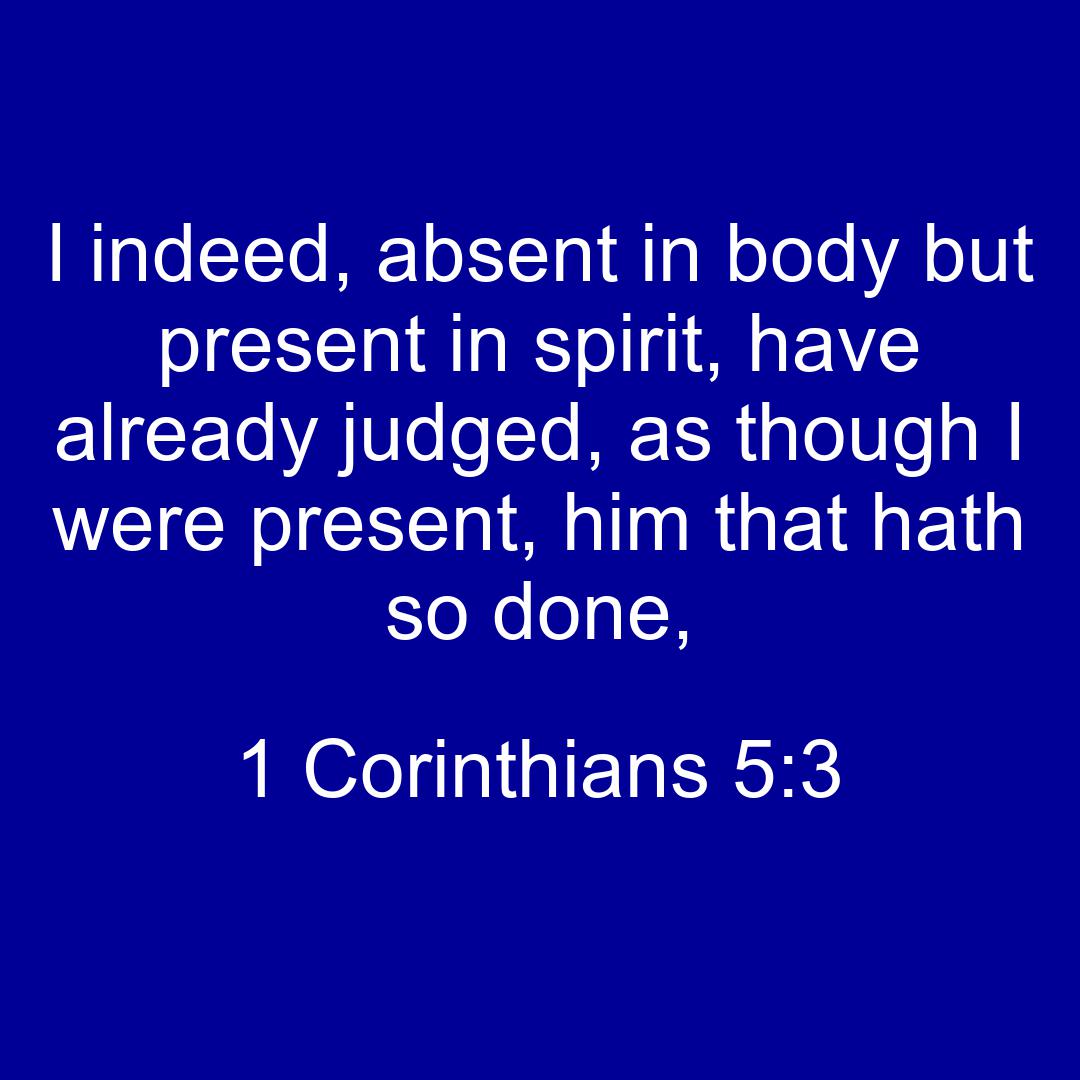 I indeed, absent in body but
present in spirit, have
already judged, as though I
were present, him that hath
so done,
1 Corinthians 5:3